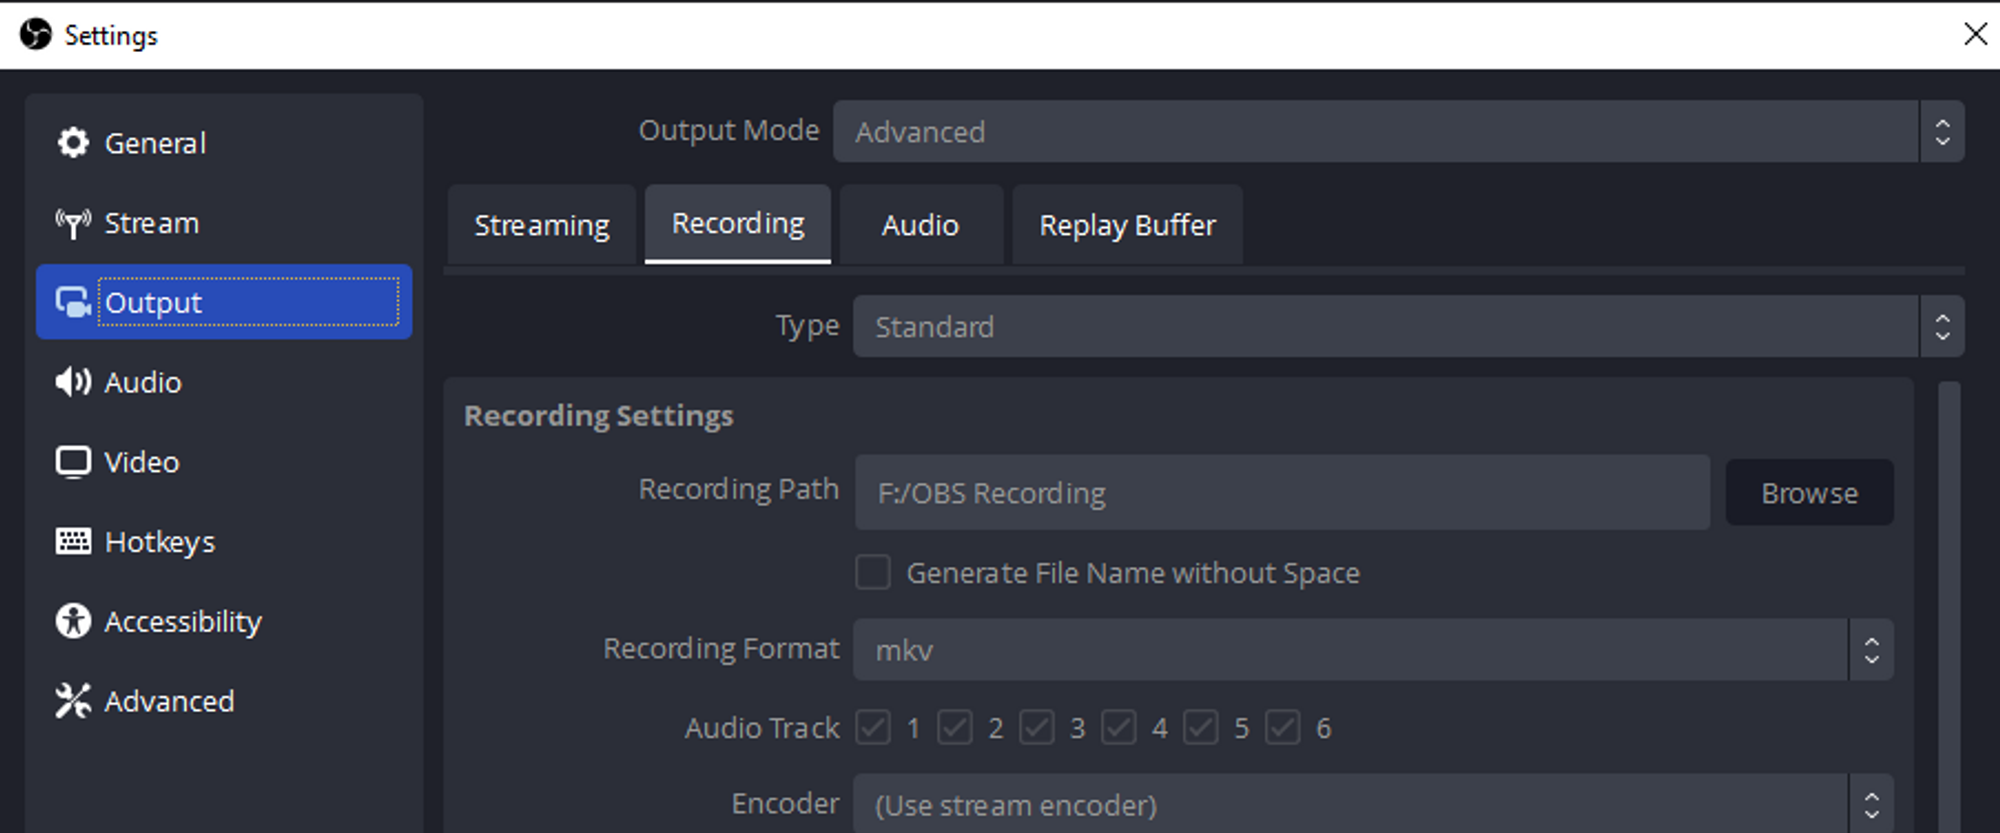 Settings
General
Stream
Output
Audio
Video
Hotkeys
Accessibility
Advanced
Output Mode Advanced
Streaming Recording Audio Replay Buffer
Type Standard
Recording Settings
Recording Path F:/OBS Recording Browse
Generate File Name without Space
Recording Format mkv
Audio Track 1 2 3 4 5 6
Encoder (Use stream encoder)